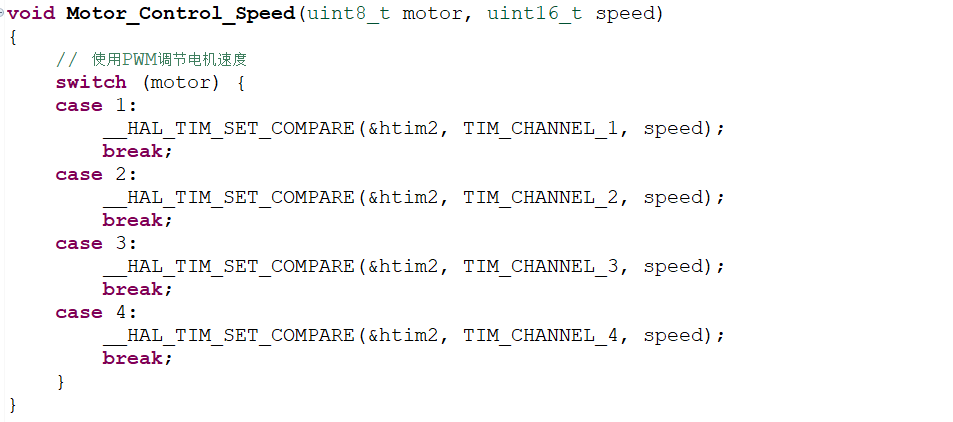 void Motor_Control_Speed(uint8_t motor, uint16_t speed)
{
    // 使用PWM调节电机速度
    switch (motor) {
    case 1:
        __HAL_TIM_SET_COMPARE(&htim2, TIM_CHANNEL_1, speed);
        break;
    case 2:
        __HAL_TIM_SET_COMPARE(&htim2, TIM_CHANNEL_2, speed);
        break;
    case 3:
        __HAL_TIM_SET_COMPARE(&htim2, TIM_CHANNEL_3, speed);
        break;
    case 4:
        __HAL_TIM_SET_COMPARE(&htim2, TIM_CHANNEL_4, speed);
        break;
    }
}